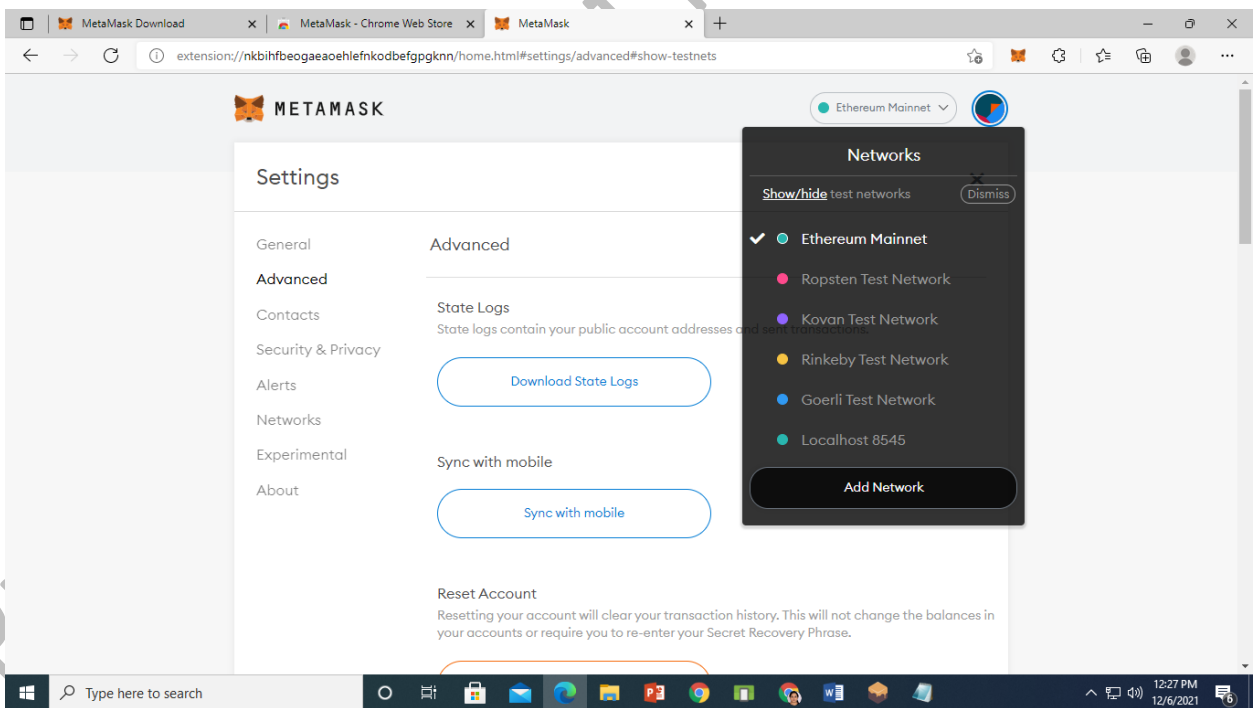 MetaMask Download
MetaMask - Chrome Web Store
MetaMask
extension://nkbihfbeogaeaoehlefnkodbefgpgknn/home.html#settings/advanced#show-testnets
METAMASK
Ethereum Mainnet
Settings
General
Advanced
Contacts
Security & Privacy
Alerts
Networks
Experimental
About
Advanced
State Logs
State logs contain your public account addresses and sent transactions.
Download State Logs
Sync with mobile
Sync with mobile
Reset Account
Resetting your account will clear your transaction history. This will not change the balances in
your accounts or require you to re-enter your Secret Recovery Phrase.
Networks
Show/hide test networks
Dismiss
Ethereum Mainnet
Ropsten Test Network
Kovan Test Network
Rinkeby Test Network
Goerli Test Network
Localhost 8545
Add Network
Type here to search
12:27 PM
12/6/2021
6